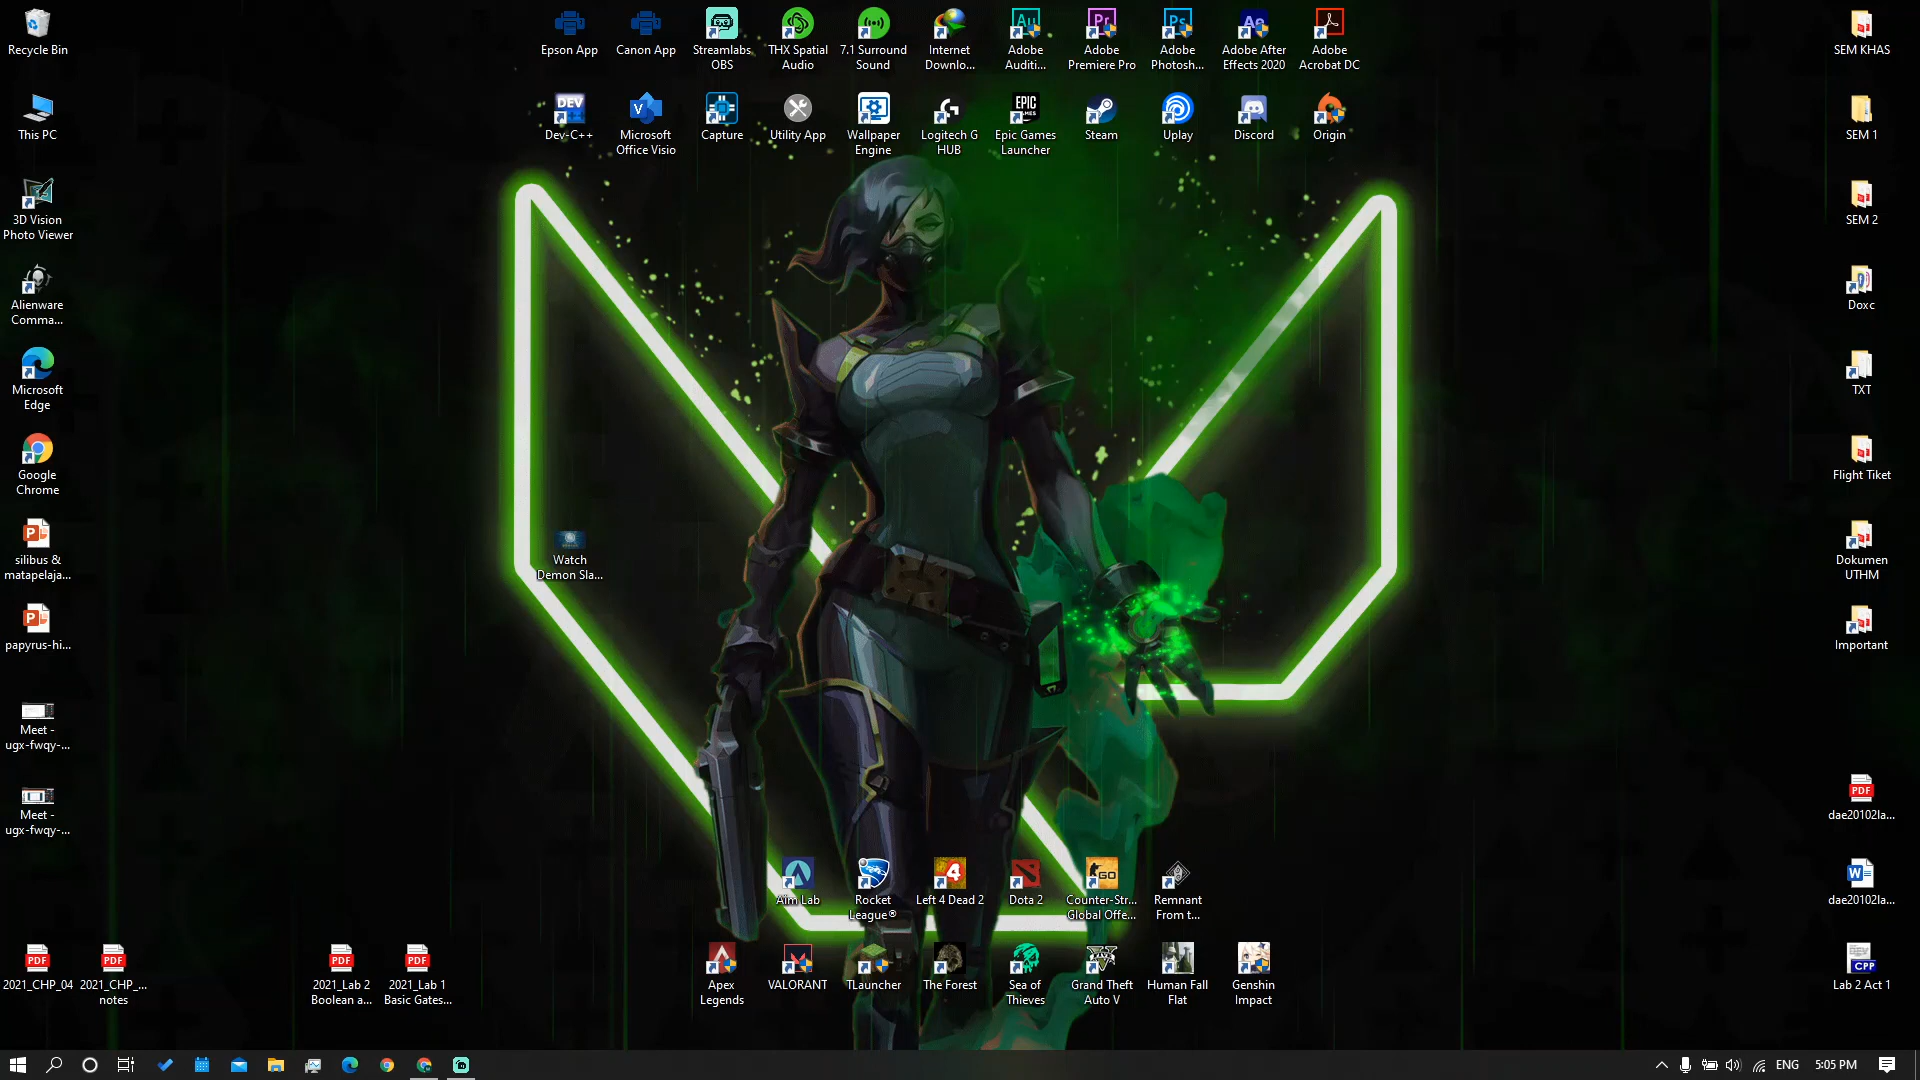 Recycle Bin
This PC
3D Vision
Photo Viewer
Alienware
Comma...
Microsoft
Edge
Google
Chrome
silibus &
matapelaja...
papyrus-hi...
Meet -
ugx-fwqy-...
Meet -
ugx-fwqy-...
2021_CHP_04
2021_CHP_...
notes
2021_Lab 2
Boolean a...
2021_Lab 1
Basic Gates...
Epson App
Canon App
Streamlabs
OBS
THX Spatial
Audio
7.1 Surround
Sound
Internet
Downlo...
Adobe
Auditi...
Adobe
Premiere Pro
Adobe
Photosh...
Adobe After
Effects 2020
Adobe
Acrobat DC
Dev-C++
Microsoft
Office Visio
Capture
Utility App
Wallpaper
Engine
Logitech G
HUB
Epic Games
Launcher
Steam
Uplay
Discord
Origin
Watch
Demon Sla...
Aim Lab
Rocket
League®
Left 4 Dead 2
Dota 2
Counter-Str...
Global Offe...
Remnant
From t...
Apex
Legends
VALORANT
TLauncher
The Forest
Sea of
Thieves
Grand Theft
Auto V
Human Fall
Flat
Genshin
Impact
SEM KHAS
SEM 1
SEM 2
Doxc
TXT
Flight Tiket
Dokumen
UTHM
Important
dae20102la...
dae20102la...
Lab 2 Act 1
ENG
5:05 PM